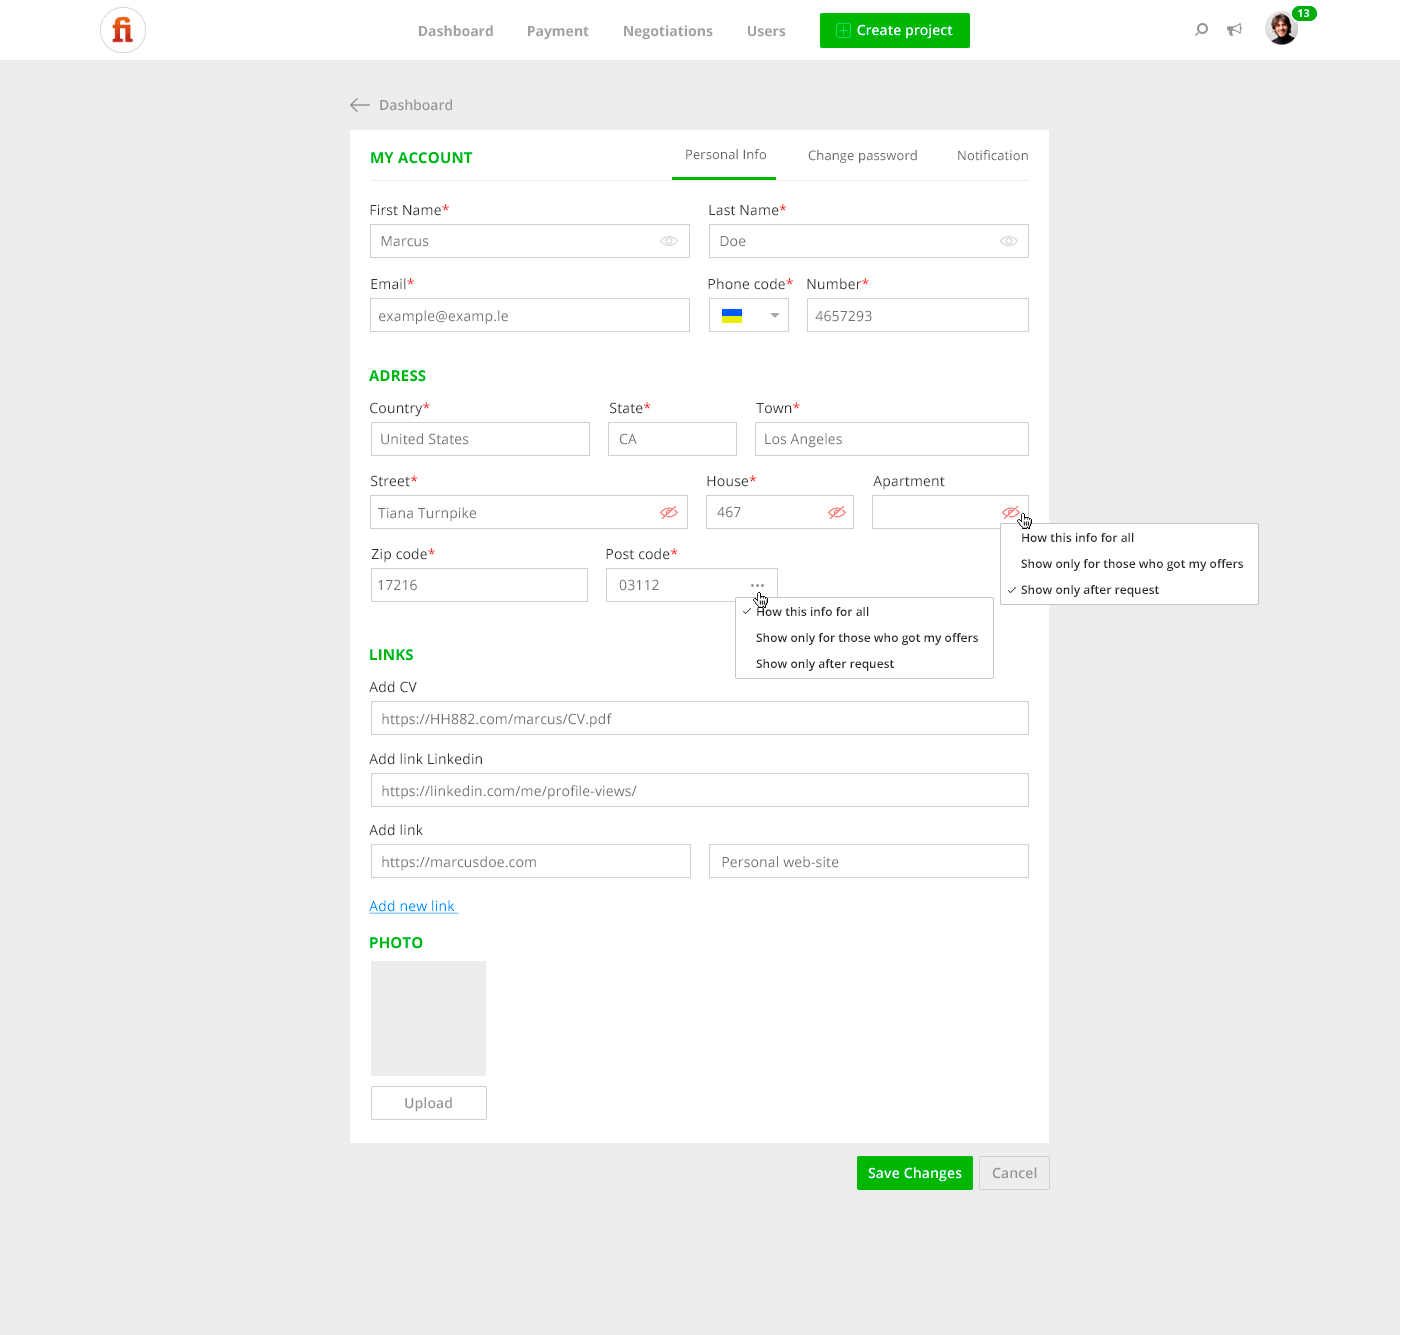 fi
Dashboard Payment Negotiations Users Create project 13
Dashboard
MY ACCOUNT Personal Info Change password Notification
First Name* Last Name*
Marcus Doe
Email* Phone code* Number*
example@examp.le 4657293
ADRESS
Country* State* Town*
United States CA Los Angeles
Street* House* Apartment
Tiana Turnpike 467
How this info for all
Show only for those who got my offers
Show only after request
Zip code* Post code*
17216 03112
How this info for all
Show only for those who got my offers
Show only after request
LINKS
Add CV
https://HH882.com/marcus/CV.pdf
Add link Linkedin
https://linkedin.com/me/profile-views/
Add link
https://marcusdoe.com Personal web-site
Add new link
PHOTO
Upload
Save Changes Cancel